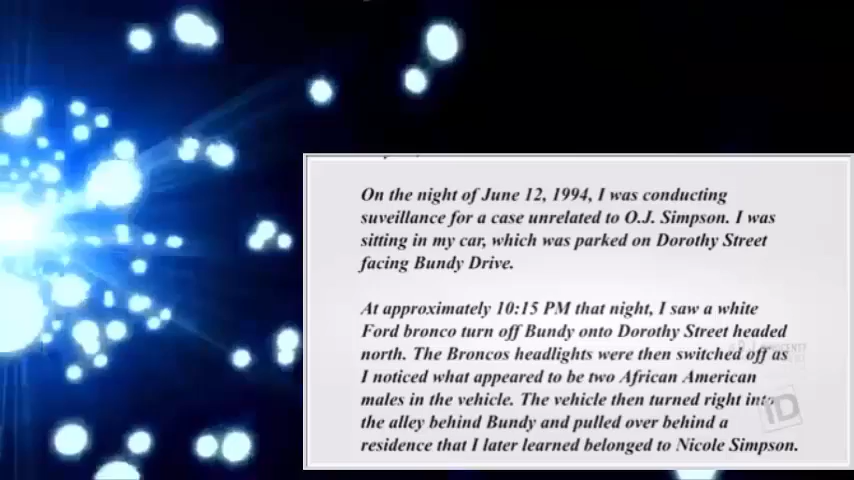 On the night of June 12, 1994, I was conducting
suveillance for a case unrelated to O.J. Simpson. I was
sitting in my car, which was parked on Dorothy Street
facing Bundy Drive.
At approximately 10:15 PM that night, I saw a white
Ford bronco turn off Bundy onto Dorothy Street headed
north. The Broncos headlights were then switched off as
I noticed what appeared to be two African American
males in the vehicle. The vehicle then turned right into
the alley behind Bundy and pulled over behind a
residence that I later learned belonged to Nicole Simpson.
ID